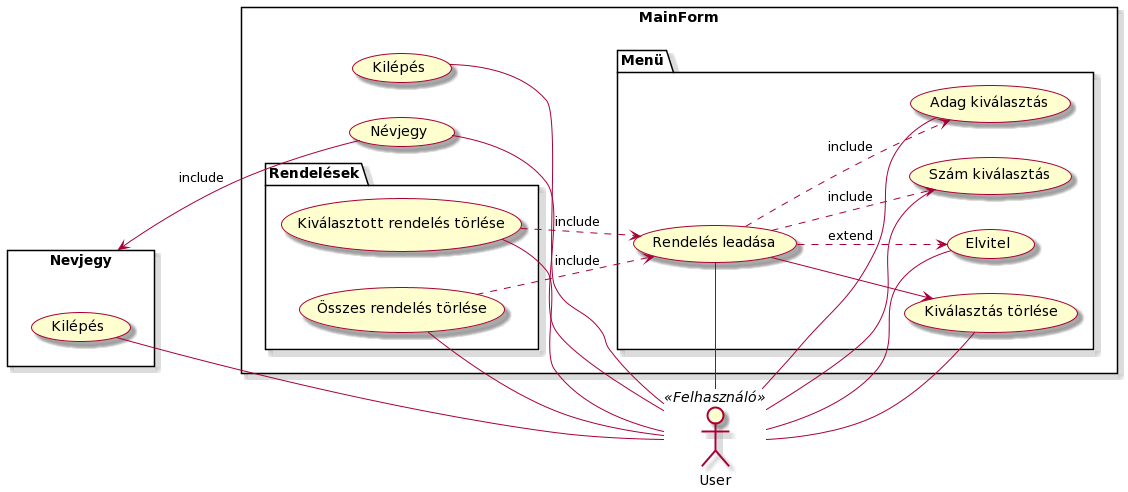 MainForm
Menü
Kilépés
Adag kiválasztás
Névjegy
include
include
Rendelések
Szám kiválasztás
include
Kiválasztott rendelés törlése
include
Rendelés leadása
extend
Elvitel
Nevjegy
include
Összes rendelés törlése
Kiválasztás törlése
Kilépés
«Felhasználó»
User